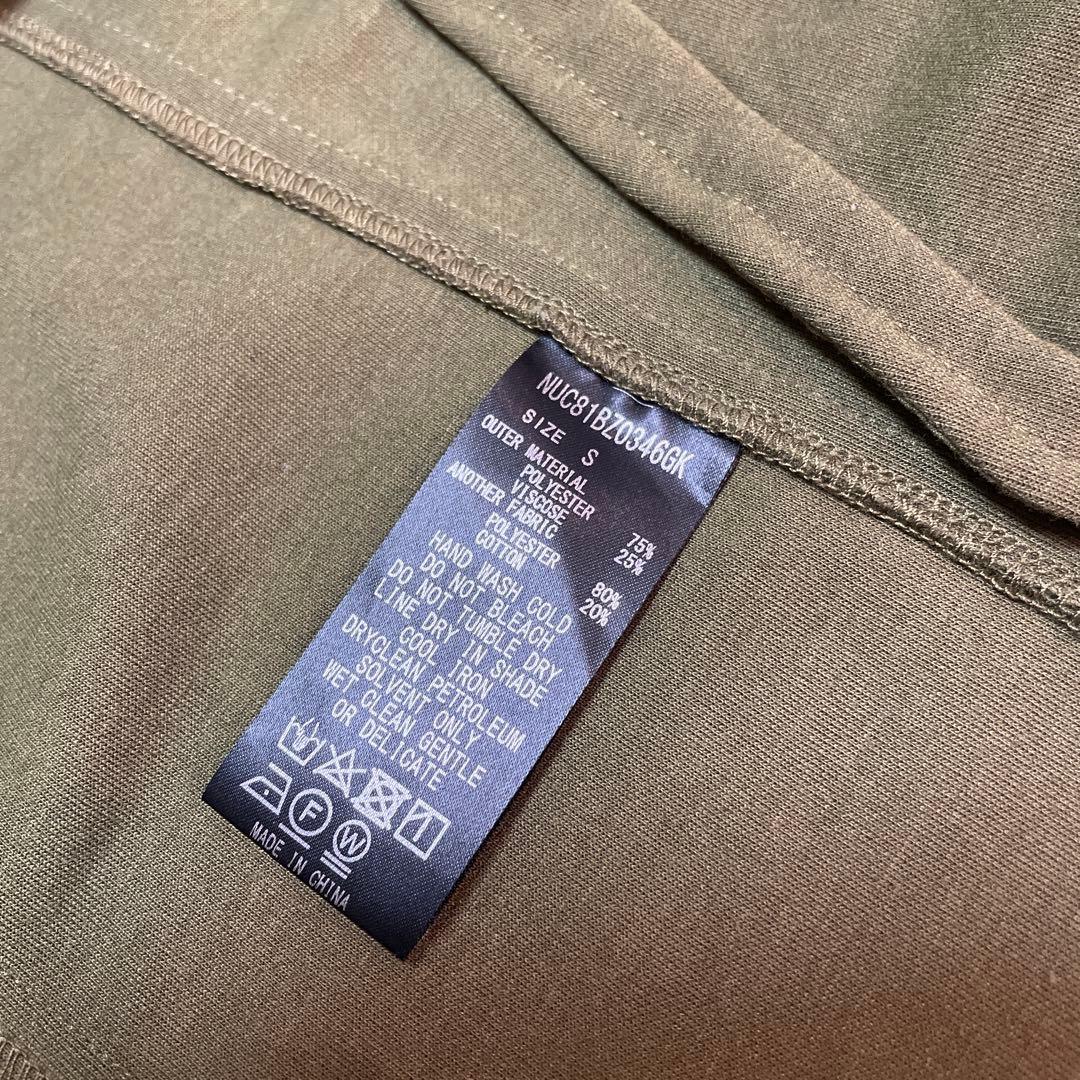 NUC81BZ0346GK
SIZE S
OUTER MATERIAL
POLYESTER 75%
VISCOSE 25%
ANOTHER FABRIC
POLYESTER 80%
COTTON 20%
HAND WASH COLD
DO NOT BLEACH
DO NOT TUMBLE DRY
LINE DRY IN SHADE
COOL IRON
DRYCLEAN PETROLEUM
SOLVENT ONLY
WET CLEAN GENTLE
OR DELICATE
F W
MADE IN CHINA